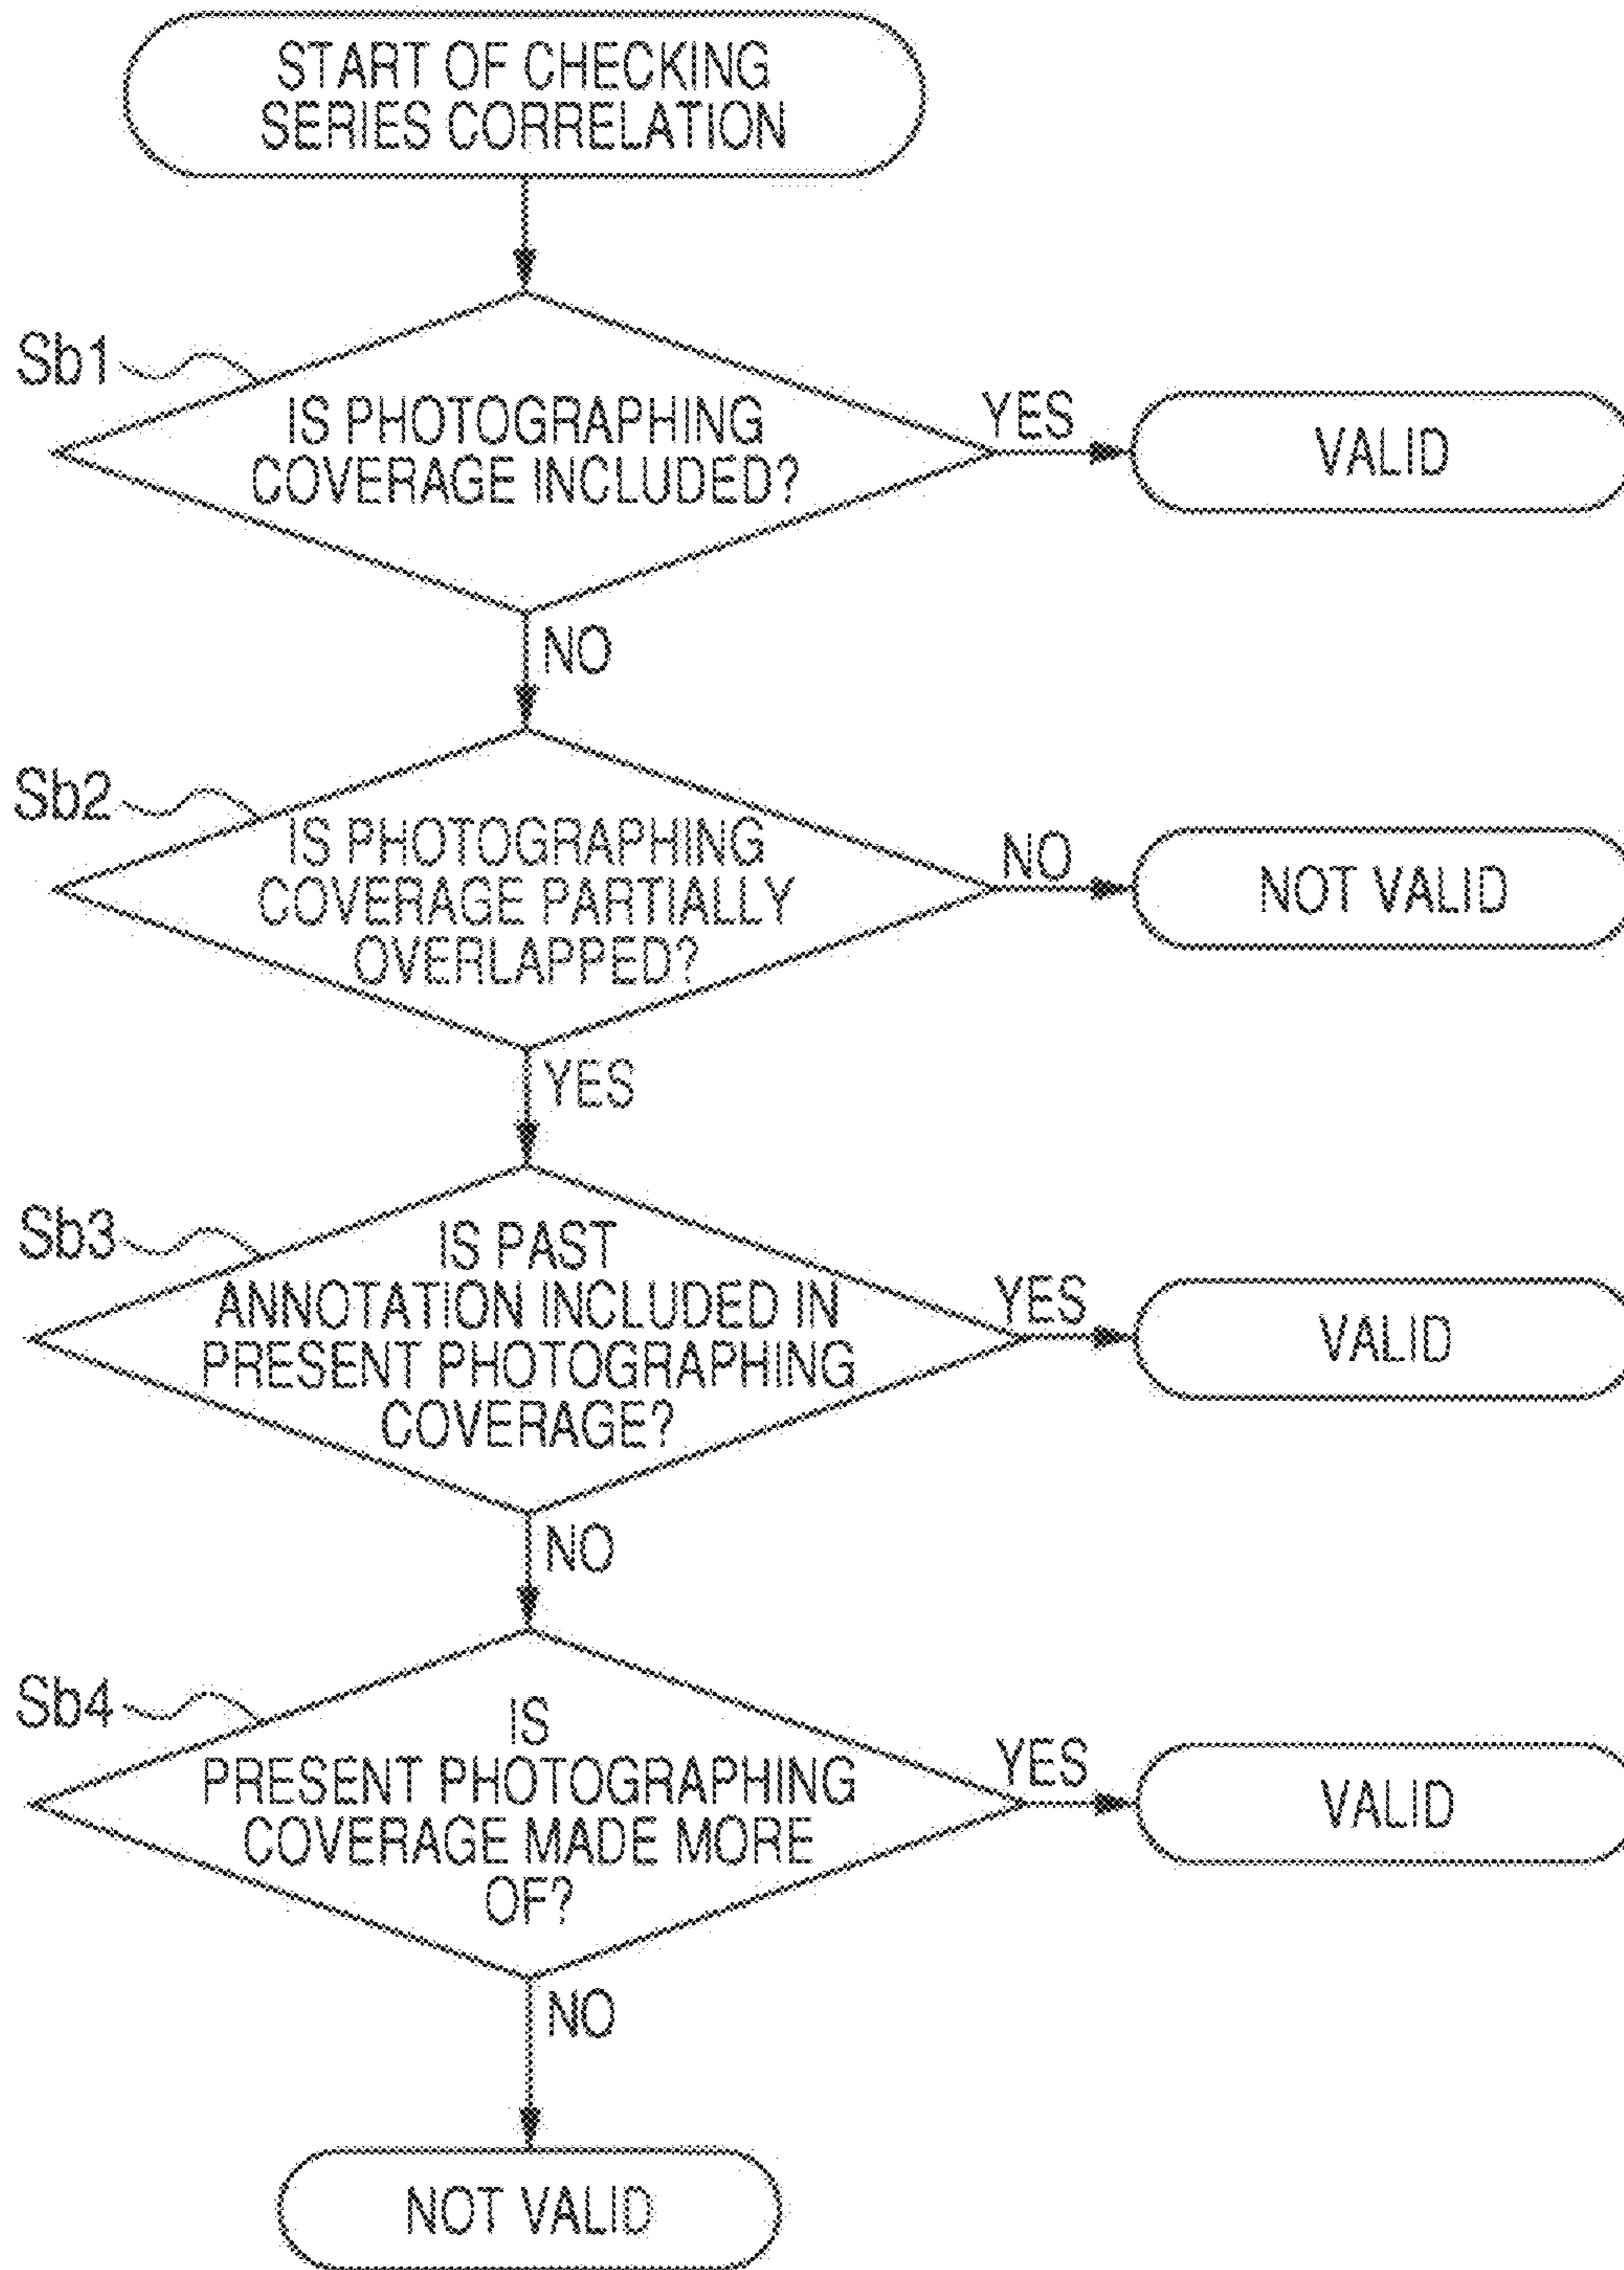 START OF CHECKING
SERIES CORRELATION
Sb1
IS PHOTOGRAPHING
COVERAGE INCLUDED?
YES
VALID
NO
Sb2
IS PHOTOGRAPHING
COVERAGE PARTIALLY
OVERLAPPED?
NO
NOT VALID
YES
Sb3
IS PAST
ANNOTATION INCLUDED IN
PRESENT PHOTOGRAPHING
COVERAGE?
YES
VALID
NO
Sb4
IS
PRESENT PHOTOGRAPHING
COVERAGE MADE MORE
OF?
YES
VALID
NO
NOT VALID